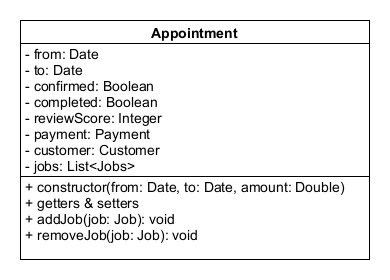 Appointment
- from: Date
- to: Date
- confirmed: Boolean
- completed: Boolean
- reviewScore: Integer
- payment: Payment
- customer: Customer
- jobs: List<Jobs>
+ constructor(from: Date, to: Date, amount: Double)
+ getters & setters
+ addJob(job: Job): void
+ removeJob(job: Job): void